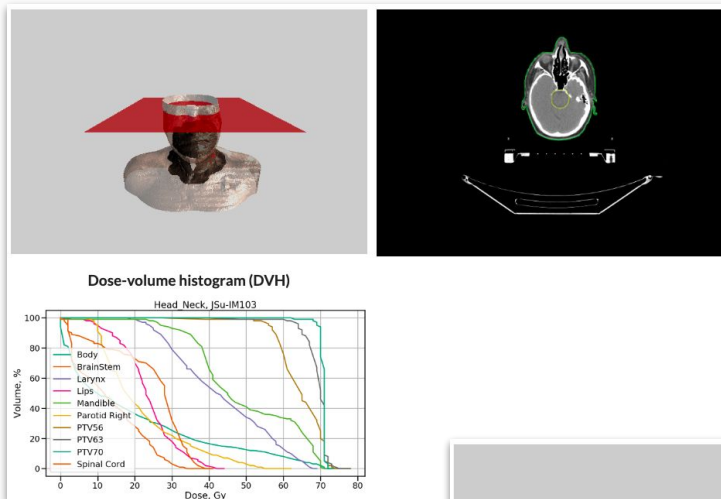 Dose-volume histogram (DVH)
Head_Neck, JSu-IM103
Volume, %
100
80
60
40
20
0
Body
BrainStem
Larynx
Lips
Mandible
Parotid Right
PTV56
PTV63
PTV70
Spinal Cord
0 10 20 30 40 50 60 70 80
Dose, Gy